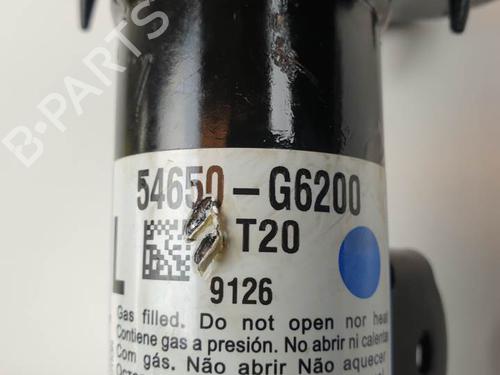 B-PARTS
54650-G6200
T20
L
9126
Gas filled. Do not open nor heat
Contiene gas a presión. No abrir ni calentar
Com gás. Não abrir Não aquecer